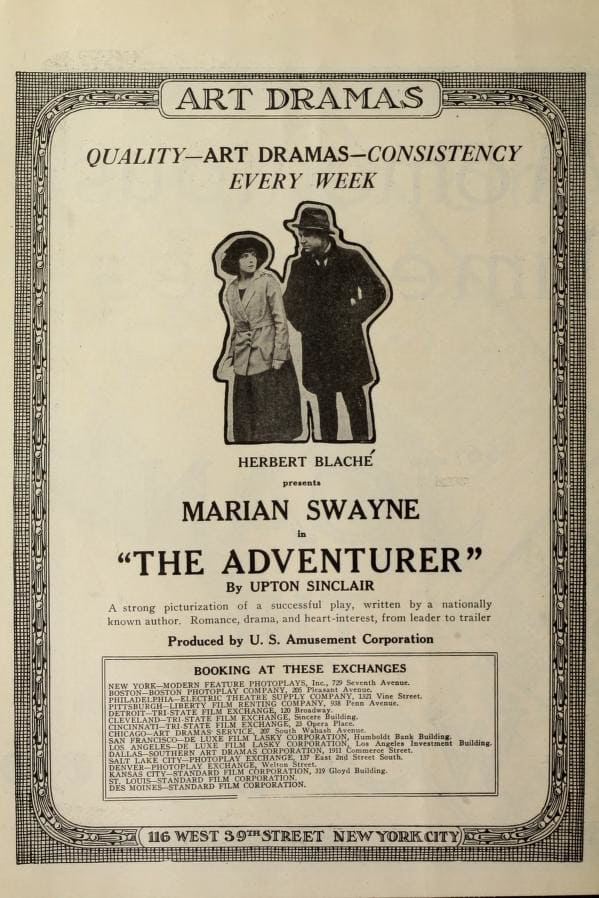 ART DRAMAS
QUALITY—ART DRAMAS—CONSISTENCY
EVERY WEEK
HERBERT BLACHÉ
presents
MARIAN SWAYNE
in
"THE ADVENTURER"
By UPTON SINCLAIR
A strong picturization of a successful play, written by a nationally
known author. Romance, drama, and heart-interest, from leader to trailer
Produced by U. S. Amusement Corporation
BOOKING AT THESE EXCHANGES
NEW YORK—MODERN FEATURE PHOTOPLAYS, Inc., 729 Seventh Avenue.
BOSTON—BOSTON PHOTOPLAY COMPANY, 205 Pleasant Avenue.
PHILADELPHIA—ELECTRIC THEATRE SUPPLY COMPANY, 1321 Vine Street.
PITTSBURGH—LIBERTY FILM RENTING COMPANY, 938 Penn Avenue.
DETROIT—TRI-STATE FILM EXCHANGE, 120 Broadway.
CLEVELAND—TRI-STATE FILM EXCHANGE, Sincere Building.
CINCINNATI—TRI-STATE FILM EXCHANGE, 23 Opera Place.
CHICAGO—ART DRAMAS SERVICE, 207 South Wabash Avenue.
SAN FRANCISCO—DE LUXE FILM LASKY CORPORATION, Humboldt Bank Building.
LOS ANGELES—DE LUXE FILM LASKY CORPORATION, Los Angeles Investment Building.
DALLAS—SOUTHERN ART DRAMAS CORPORATION, 1911 Commerce Street.
SALT LAKE CITY—PHOTOPLAY EXCHANGE, 137 East 2nd Street South.
DENVER—PHOTOPLAY EXCHANGE, Welton Street.
KANSAS CITY—STANDARD FILM CORPORATION, 319 Gloyd Building.
ST. LOUIS—STANDARD FILM CORPORATION.
DES MOINES—STANDARD FILM CORPORATION.
116 WEST 39TH STREET NEW YORK CITY